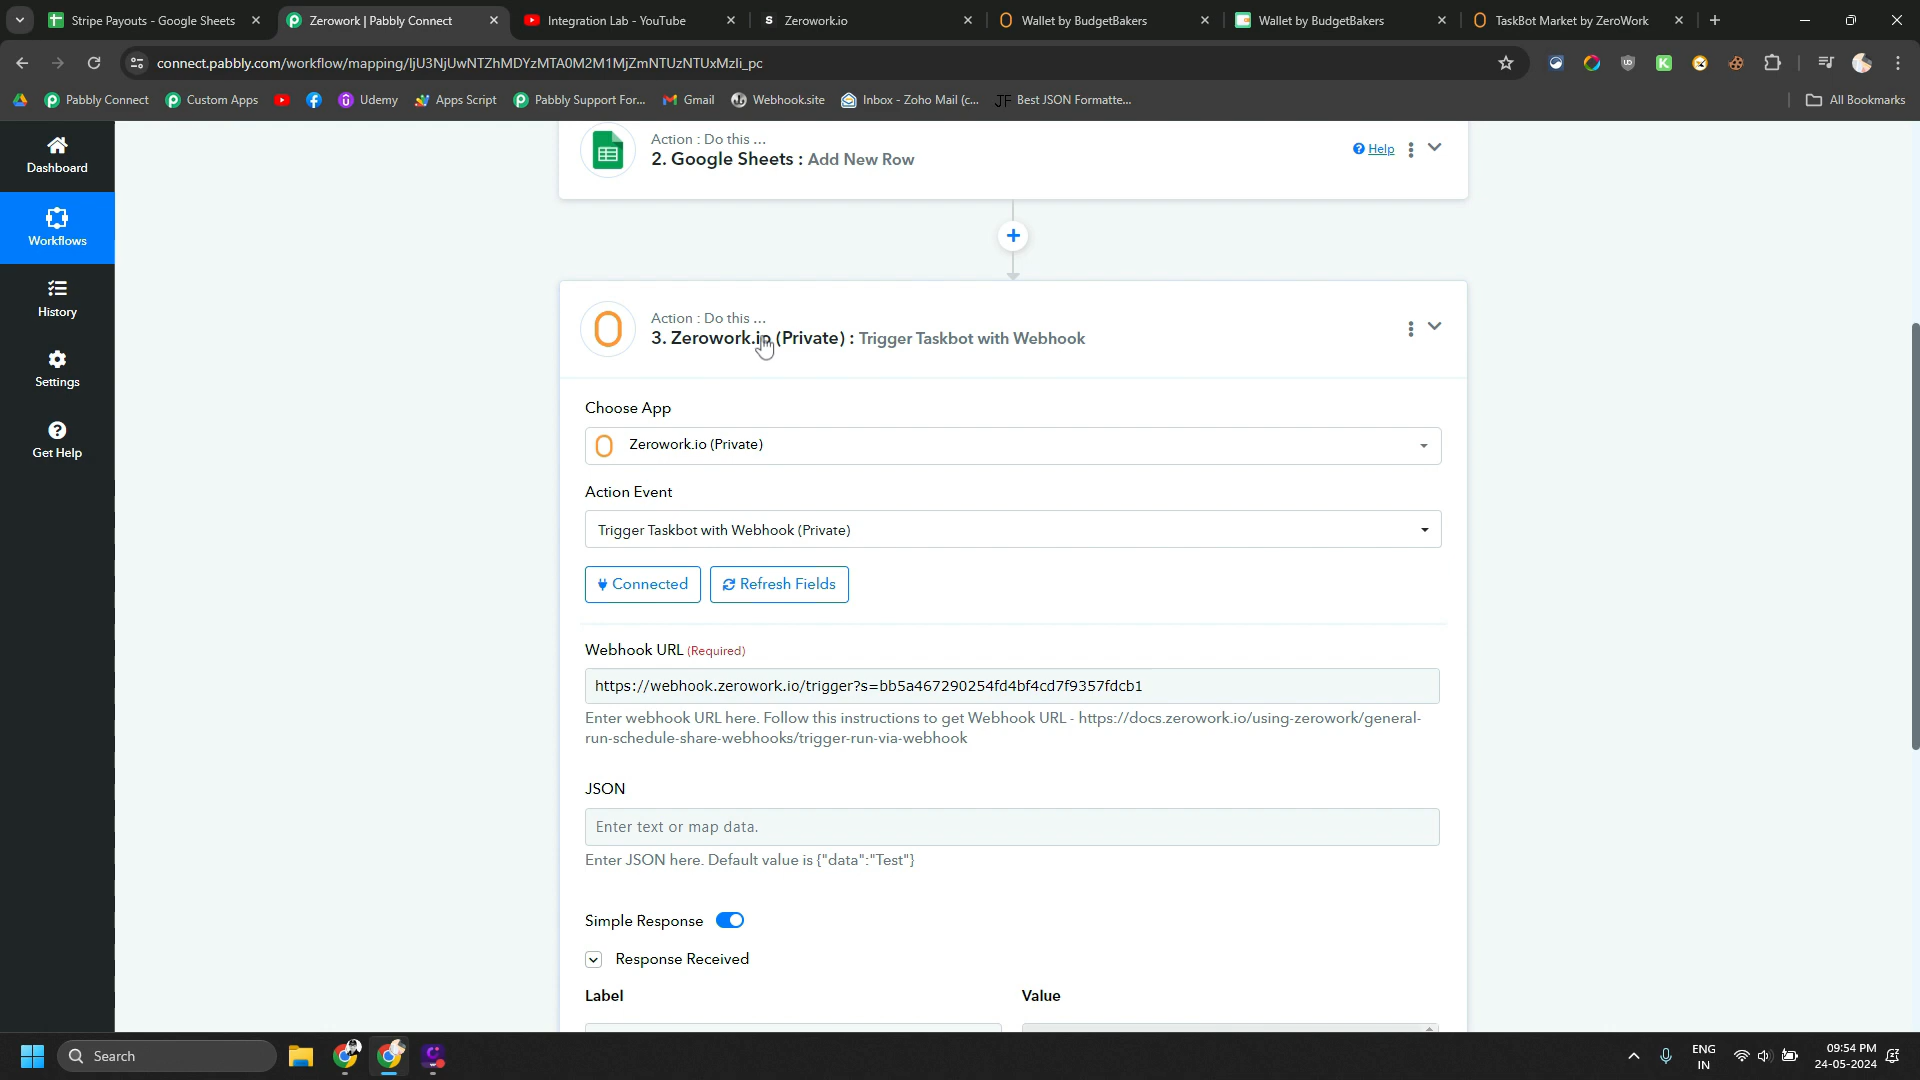 Stripe Payouts - Google Sheets
Zerowork | Pabbly Connect
Integration Lab - YouTube
Zerowork.io
Wallet by BudgetBakers
Wallet by BudgetBakers
TaskBot Market by ZeroWork
connect.pabbly.com/workflow/mapping/IjU3NjUwNTZhMDYzMTA0M2M1MjZmNTUzNTUxMzIi_pc
Pabbly Connect
Custom Apps
Udemy
Apps Script
Pabbly Support For...
Gmail
Webhook.site
Inbox - Zoho Mail (c...
JF Best JSON Formatte...
All Bookmarks
Dashboard
Workflows
History
Settings
Get Help
Action : Do this ...
2. Google Sheets : Add New Row
Help
Action : Do this ...
3. Zerowork.io (Private) : Trigger Taskbot with Webhook
Choose App
Zerowork.io (Private)
Action Event
Trigger Taskbot with Webhook (Private)
Connected
Refresh Fields
Webhook URL (Required)
https://webhook.zerowork.io/trigger?s=bb5a467290254fd4bf4cd7f9357fdcb1
Enter webhook URL here. Follow this instructions to get Webhook URL - https://docs.zerowork.io/using-zerowork/general-
run-schedule-share-webhooks/trigger-run-via-webhook
JSON
Enter text or map data.
Enter JSON here. Default value is {"data":"Test"}
Simple Response
Response Received
Label
Value
Search
ENG
IN
09:54 PM
24-05-2024